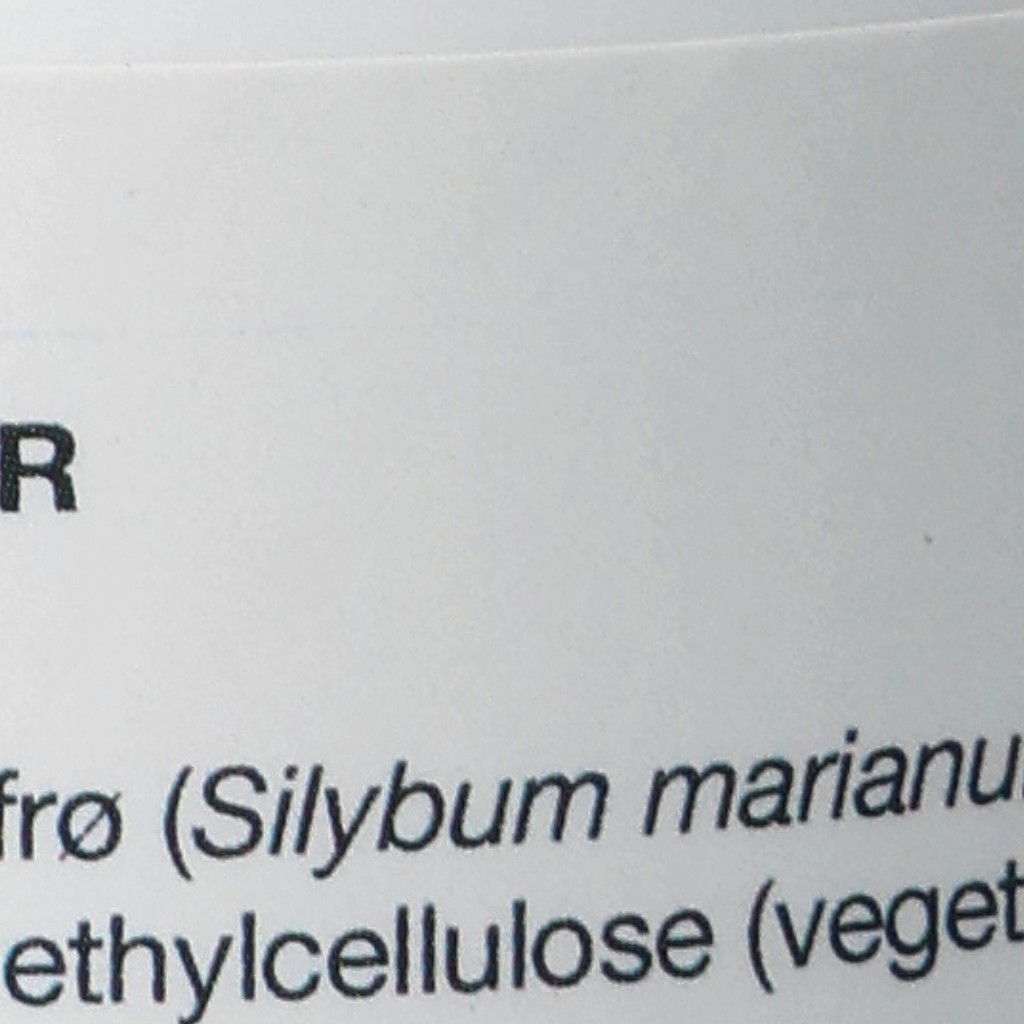 R
frø (Silybum marianu
ethylcellulose (veget